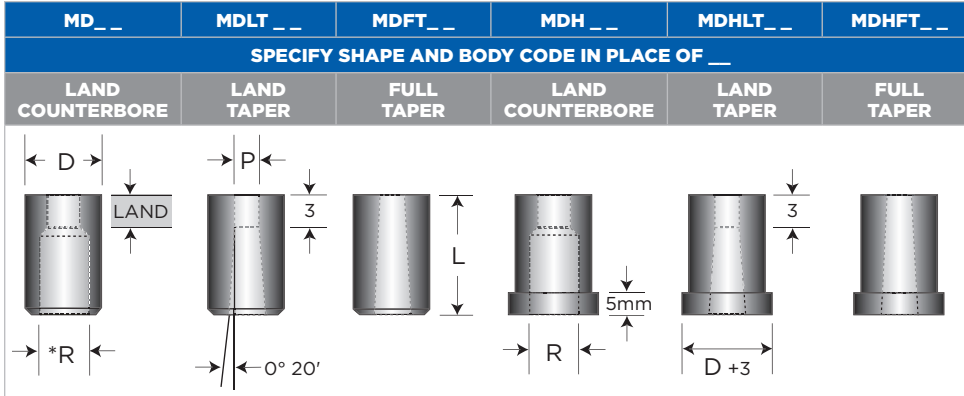 MD_ _ MDLT _ _ MDFT_ _ MDH _ _ MDHLT_ _ MDHFT_ _
SPECIFY SHAPE AND BODY CODE IN PLACE OF __
LAND COUNTERBORE LAND TAPER FULL TAPER LAND COUNTERBORE LAND TAPER FULL TAPER
D P
LAND 3 3
L
5mm
*R R
0° 20' D +3